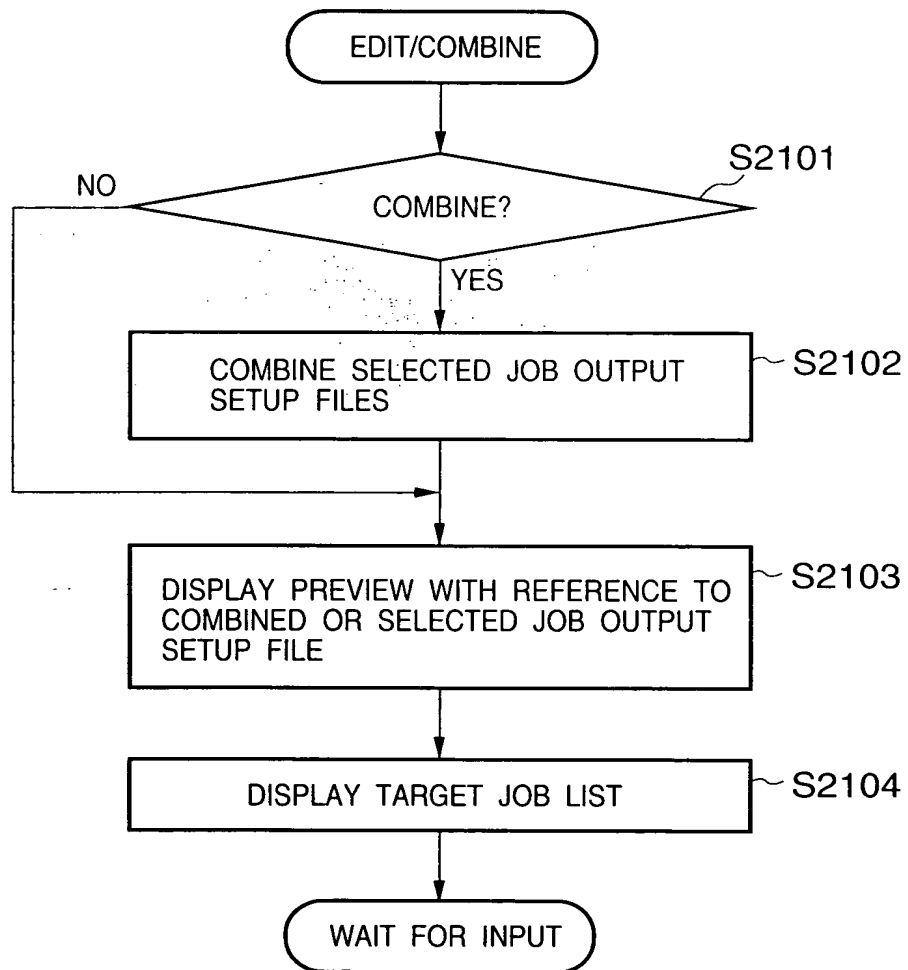 EDIT/COMBINE
S2101
NO
COMBINE?
YES
COMBINE SELECTED JOB OUTPUT
SETUP FILES
S2102
DISPLAY PREVIEW WITH REFERENCE TO
COMBINED OR SELECTED JOB OUTPUT
SETUP FILE
S2103
DISPLAY TARGET JOB LIST
S2104
WAIT FOR INPUT